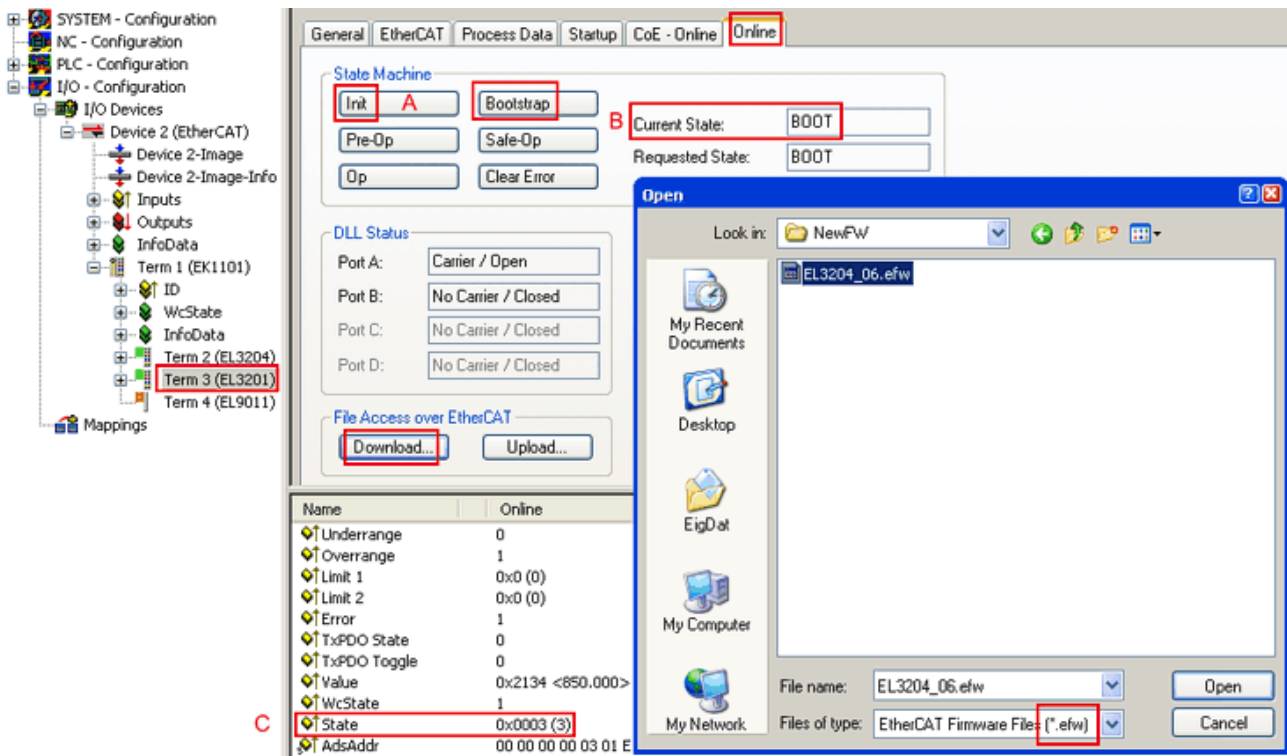 SYSTEM - Configuration
NC - Configuration
PLC - Configuration
I/O - Configuration
I/O Devices
Device 2 (EtherCAT)
Device 2-Image
Device 2-Image-Info
Inputs
Outputs
InfoData
Term 1 (EK1101)
ID
WcState
InfoData
Term 2 (EL3204)
Term 3 (EL3201)
Term 4 (EL9011)
Mappings
General EtherCAT Process Data Startup CoE - Online Online
State Machine
Init A Bootstrap
Pre-Op Safe-Op
Op Clear Error
B Current State: BOOT
Requested State: BOOT
DLL Status
Port A: Carrier / Open
Port B: No Carrier / Closed
Port C: No Carrier / Closed
Port D: No Carrier / Closed
File Access over EtherCAT
Download... Upload...
Name Online
Underrange 0
Overrange 1
Limit 1 0x0 (0)
Limit 2 0x0 (0)
Error 1
TxPDO State 0
TxPDO Toggle 0
Value 0x2134 <850.000>
WcState 1
C State 0x0003 (3)
AdsAddr 00 00 00 00 03 01 E
Open
Look in: NewFW
EL3204_06.efw
My Recent
Documents
Desktop
EigDat
My Computer
My Network
File name: EL3204_06.efw Open
Files of type: EtherCAT Firmware Files (*.efw) Cancel